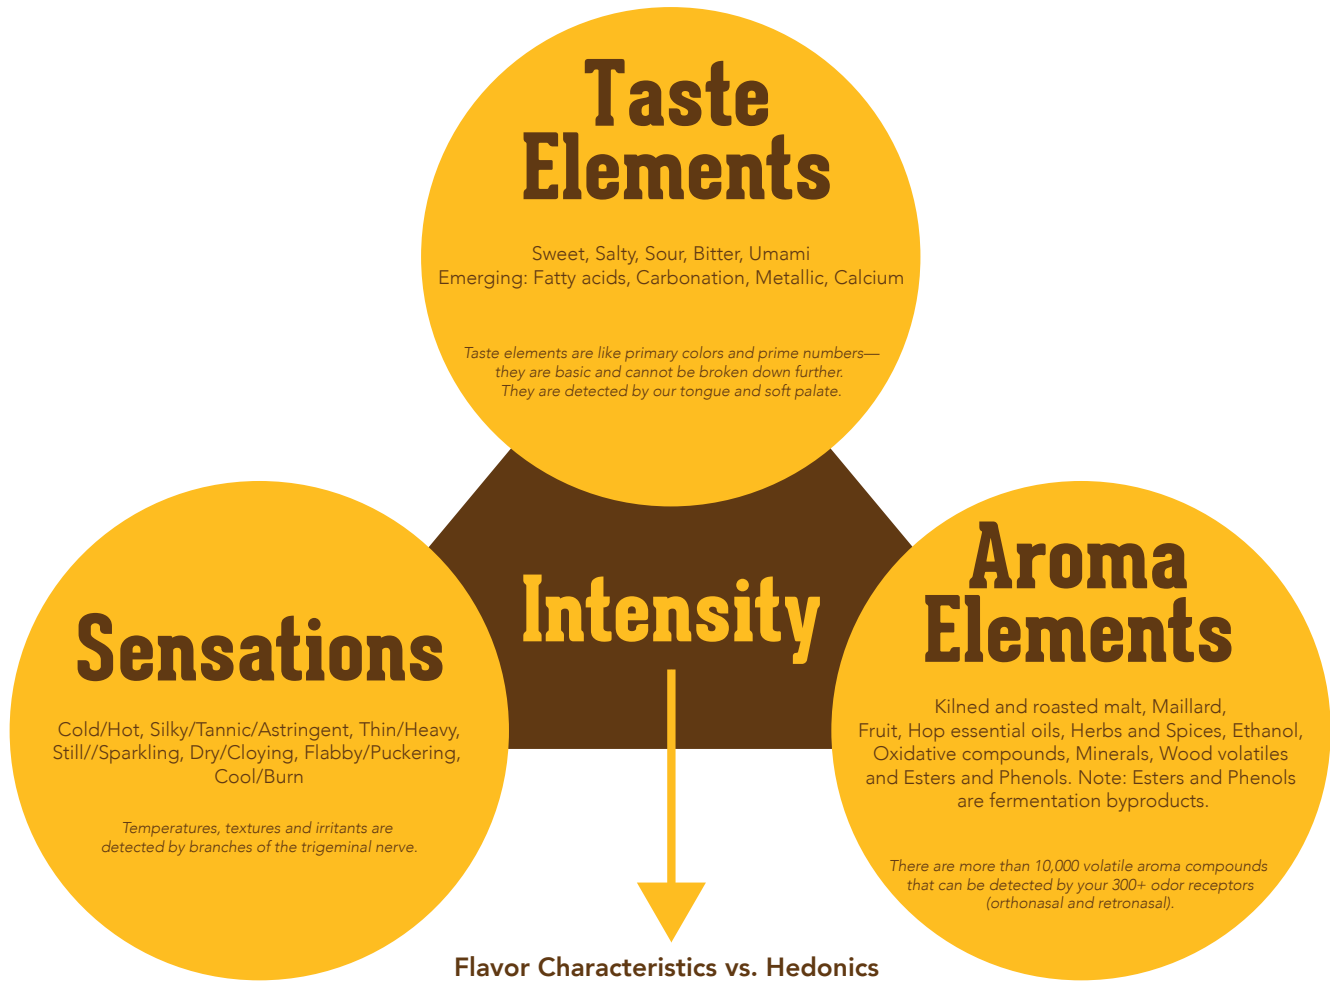 Taste
Elements
Sweet, Salty, Sour, Bitter, Umami
Emerging: Fatty acids, Carbonation, Metallic, Calcium
Taste elements are like primary colors and prime numbers—
they are basic and cannot be broken down further.
They are detected by our tongue and soft palate.
Intensity
Sensations
Cold/Hot, Silky/Tannic/Astringent, Thin/Heavy,
Still//Sparkling, Dry/Cloying, Flabby/Puckering,
Cool/Burn
Temperatures, textures and irritants are
detected by branches of the trigeminal nerve.
Aroma
Elements
Kilned and roasted malt, Maillard,
Fruit, Hop essential oils, Herbs and Spices, Ethanol,
Oxidative compounds, Minerals, Wood volatiles
and Esters and Phenols. Note: Esters and Phenols
are fermentation byproducts.
There are more than 10,000 volatile aroma compounds
that can be detected by your 300+ odor receptors
(orthonasal and retronasal).
Flavor Characteristics vs. Hedonics